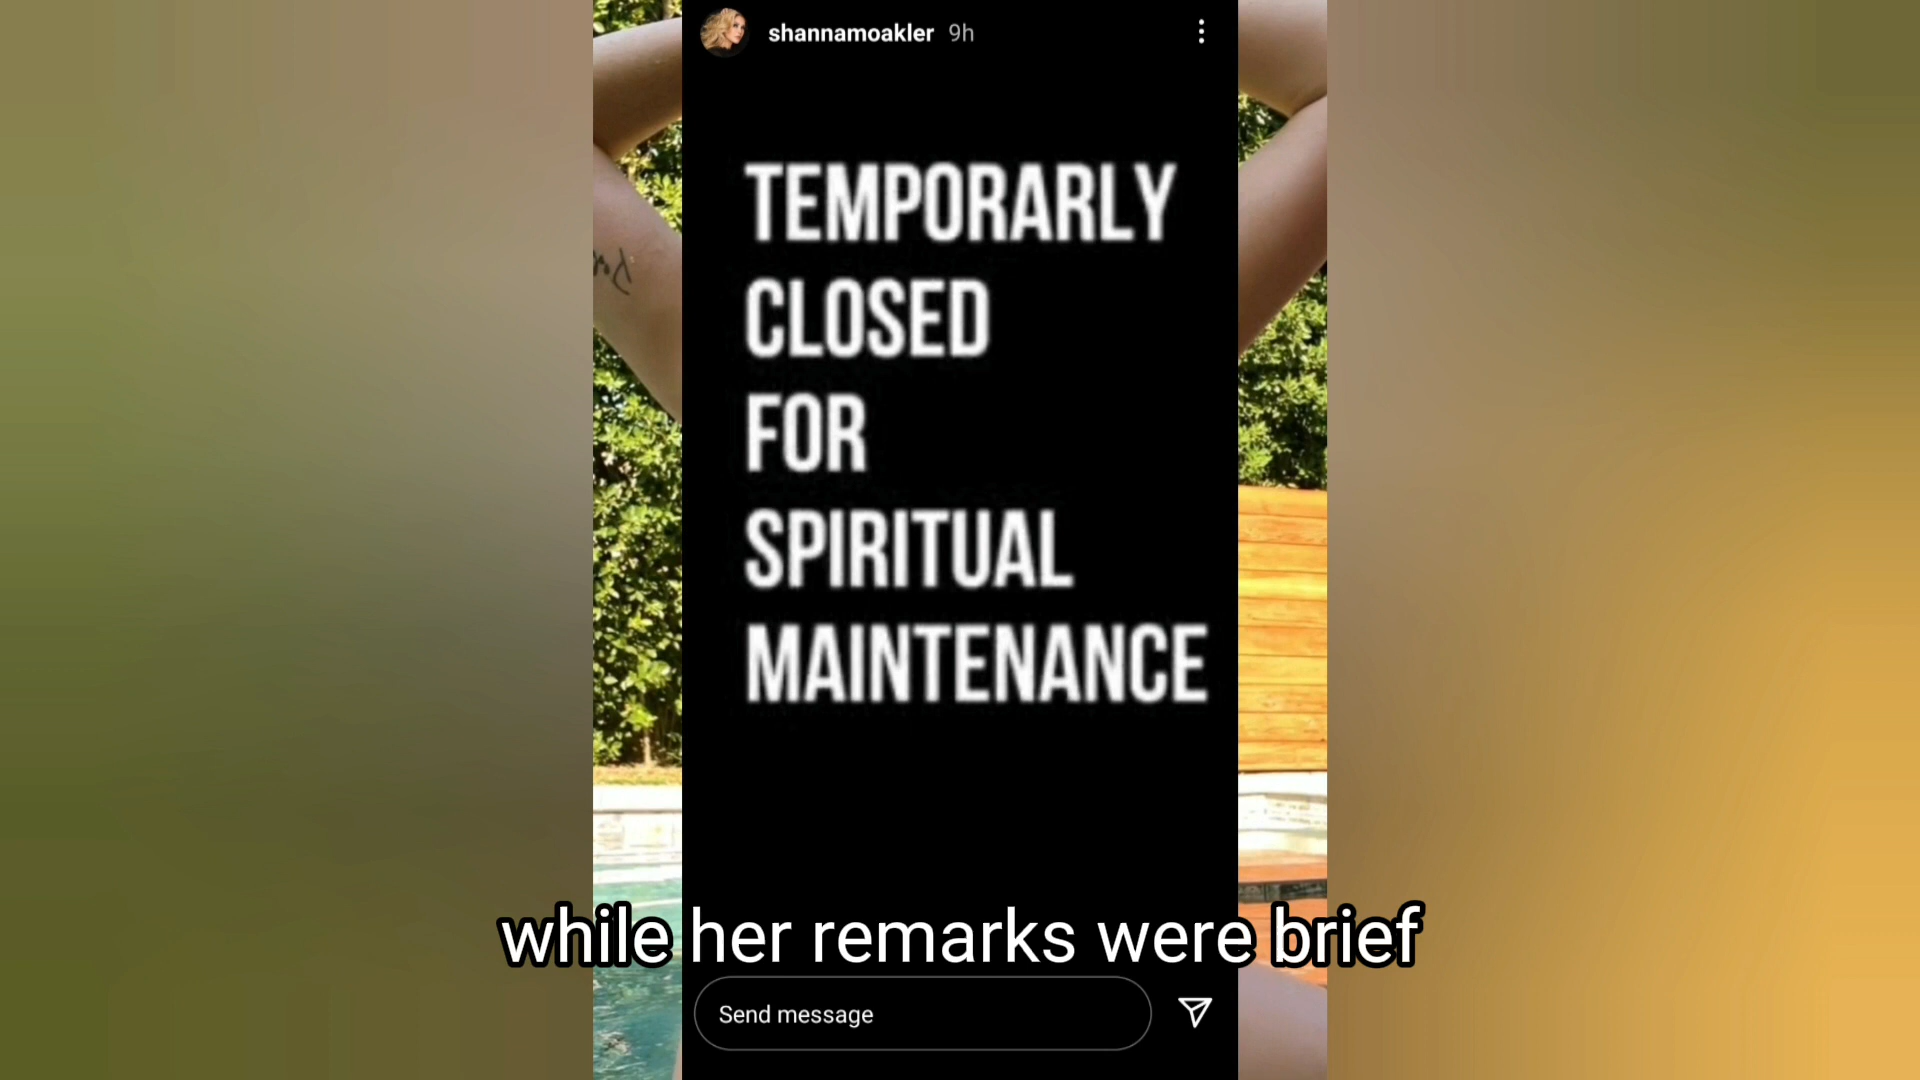 shannamoakler 9h
TEMPORARLY
CLOSED
FOR
SPIRITUAL
MAINTENANCE
while her remarks were brief
Send message